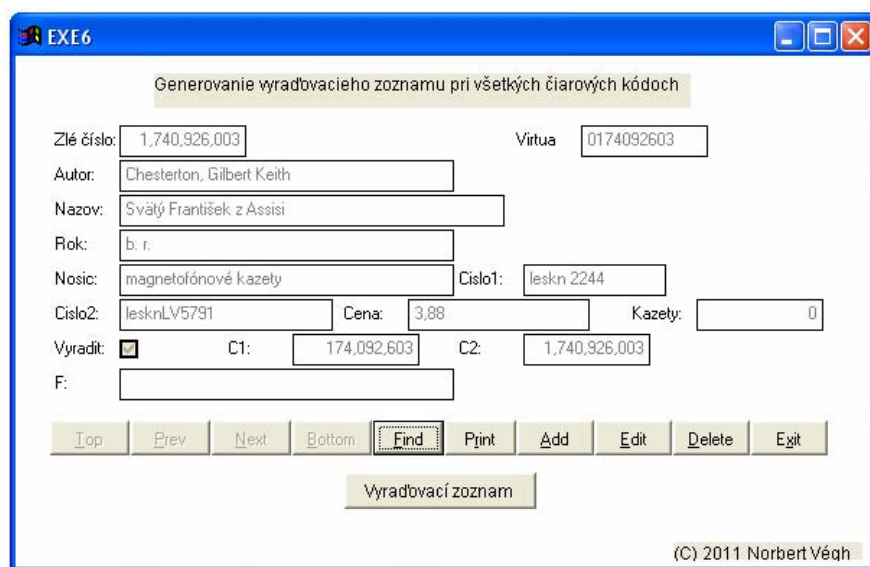 EXE6
Generovanie vyraďovacieho zoznamu pri všetkých čiarových kódoch
Zlé číslo: 1,740,926,003 Virtua 0174092603
Autor: Chesterton, Gilbert Keith
Nazov: Svätý František z Assisi
Rok: b. r.
Nosic: magnetofónové kazety Cislo1: leskn 2244
Cislo2: lesknLV5791 Cena: 3,88 Kazety: 0
Vyradit: C1: 174,092,603 C2: 1,740,926,003
F:
Top Prev Next Bottom Find Print Add Edit Delete Exit
Vyraďovací zoznam
(C) 2011 Norbert Végh